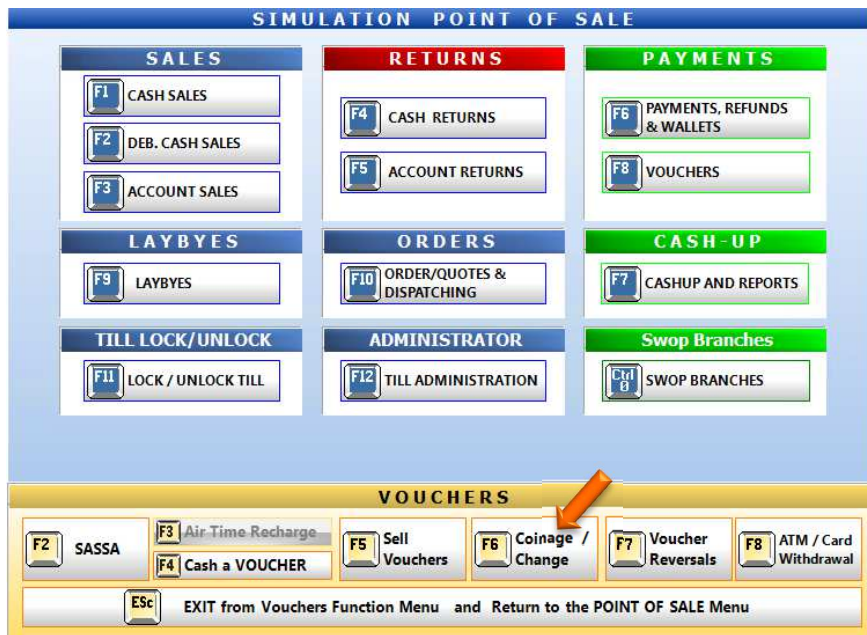 SIMULATION POINT OF SALE
SALES
F1 CASH SALES
F2 DEB. CASH SALES
F3 ACCOUNT SALES
RETURNS
F4 CASH RETURNS
F5 ACCOUNT RETURNS
PAYMENTS
F6 PAYMENTS, REFUNDS
& WALLETS
F8 VOUCHERS
LAYBYES
F9 LAYBYES
ORDERS
F10 ORDER/QUOTES &
DISPATCHING
CASH-UP
F7 CASHUP AND REPORTS
TILL LOCK/UNLOCK
F11 LOCK / UNLOCK TILL
ADMINISTRATOR
F12 TILL ADMINISTRATION
Swop Branches
Ctrl
0
SWOP BRANCHES
VOUCHERS
F2 SASSA
F3 Air Time Recharge
F4 Cash a VOUCHER
F5 Sell
Vouchers
F6 Coinage /
Change
F7 Voucher
Reversals
F8 ATM / Card
Withdrawal
ESc EXIT from Vouchers Function Menu and Return to the POINT OF SALE Menu